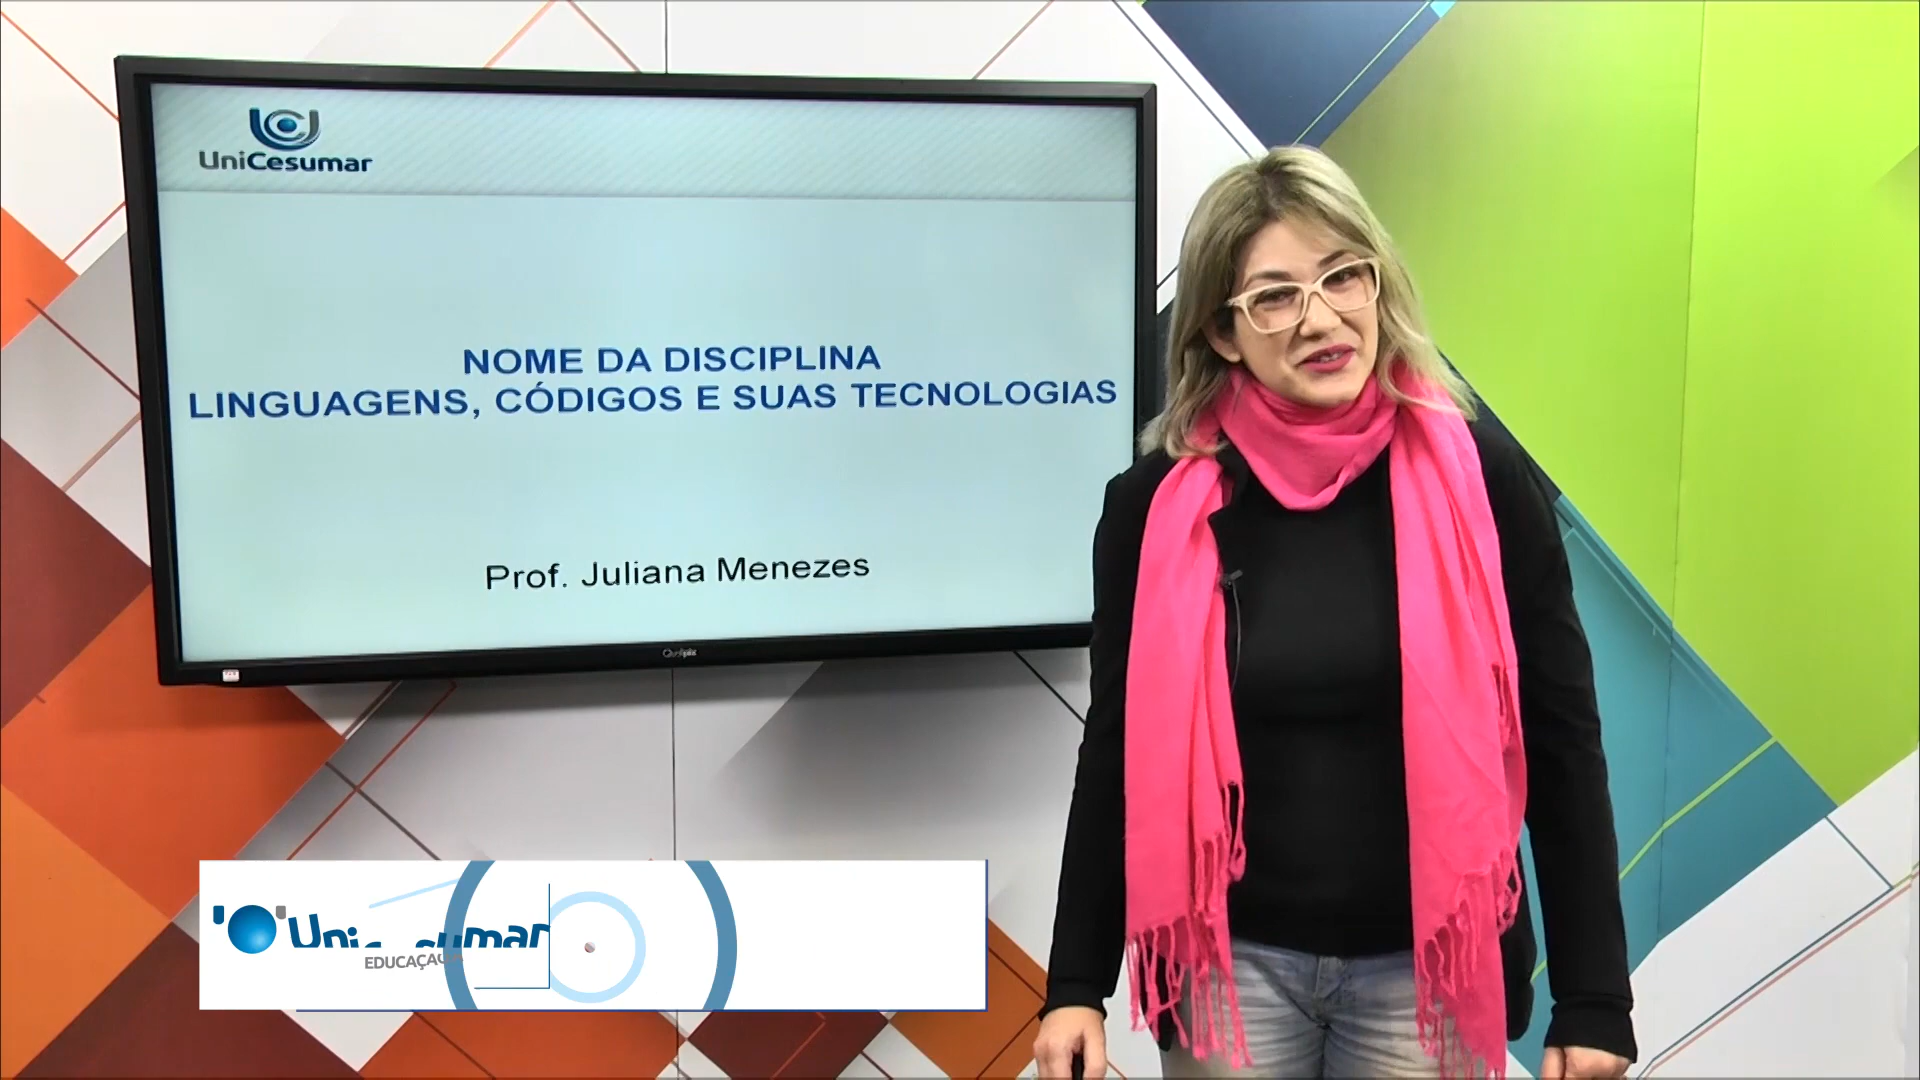 UniCesumar
NOME DA DISCIPLINA
LINGUAGENS, CÓDIGOS E SUAS TECNOLOGIAS
Prof. Juliana Menezes